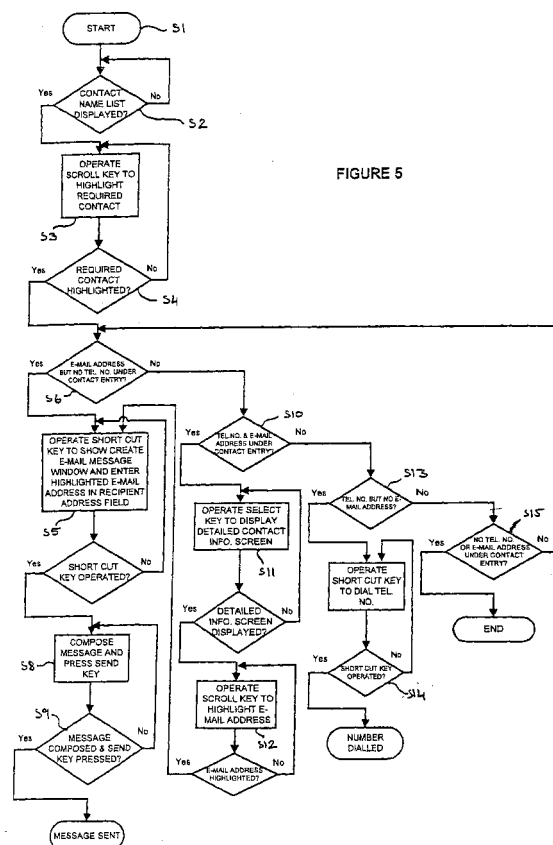 START
S1
Yes
CONTACT
NAME LIST
DISPLAYED?
No
S2
OPERATE
SCROLL KEY TO
HIGHLIGHT
REQUIRED
CONTACT
S3
FIGURE 5
Yes
REQUIRED
CONTACT
HIGHLIGHTED?
No
S4
Yes
E-MAIL ADDRESS
BUT NO TEL. NO. UNDER
CONTACT ENTRY?
No
S6
Yes
TEL.NO. & E-MAIL
ADDRESS UNDER
CONTACT ENTRY?
No
S10
OPERATE SHORT CUT
KEY TO SHOW CREATE
E-MAIL MESSAGE
WINDOW AND ENTER
HIGHLIGHTED E-MAIL
ADDRESS IN RECIPIENT
ADDRESS FIELD
S5
Yes
TEL. NO. BUT NO E-
MAIL ADDRESS?
No
S13
OPERATE SELECT
KEY TO DISPLAY
DETAILED CONTACT
INFO. SCREEN
S11
Yes
NO TEL. NO.
OR E-MAIL ADDRESS
UNDER CONTACT
ENTRY?
No
S15
Yes
SHORT CUT
KEY OPERATED?
No
OPERATE
SHORT CUT KEY
TO DIAL TEL.
NO.
Yes
DETAILED
INFO. SCREEN
DISPLAYED?
No
END
S8
COMPOSE
MESSAGE AND
PRESS SEND
KEY
Yes
SHORT CUT KEY
OPERATED?
No
S14
OPERATE
SCROLL KEY TO
HIGHLIGHT E-
MAIL ADDRESS
S12
S9
Yes
MESSAGE
COMPOSED & SEND
KEY PRESSED?
No
NUMBER
DIALLED
Yes
E-MAIL ADDRESS
HIGHLIGHTED?
No
MESSAGE SENT